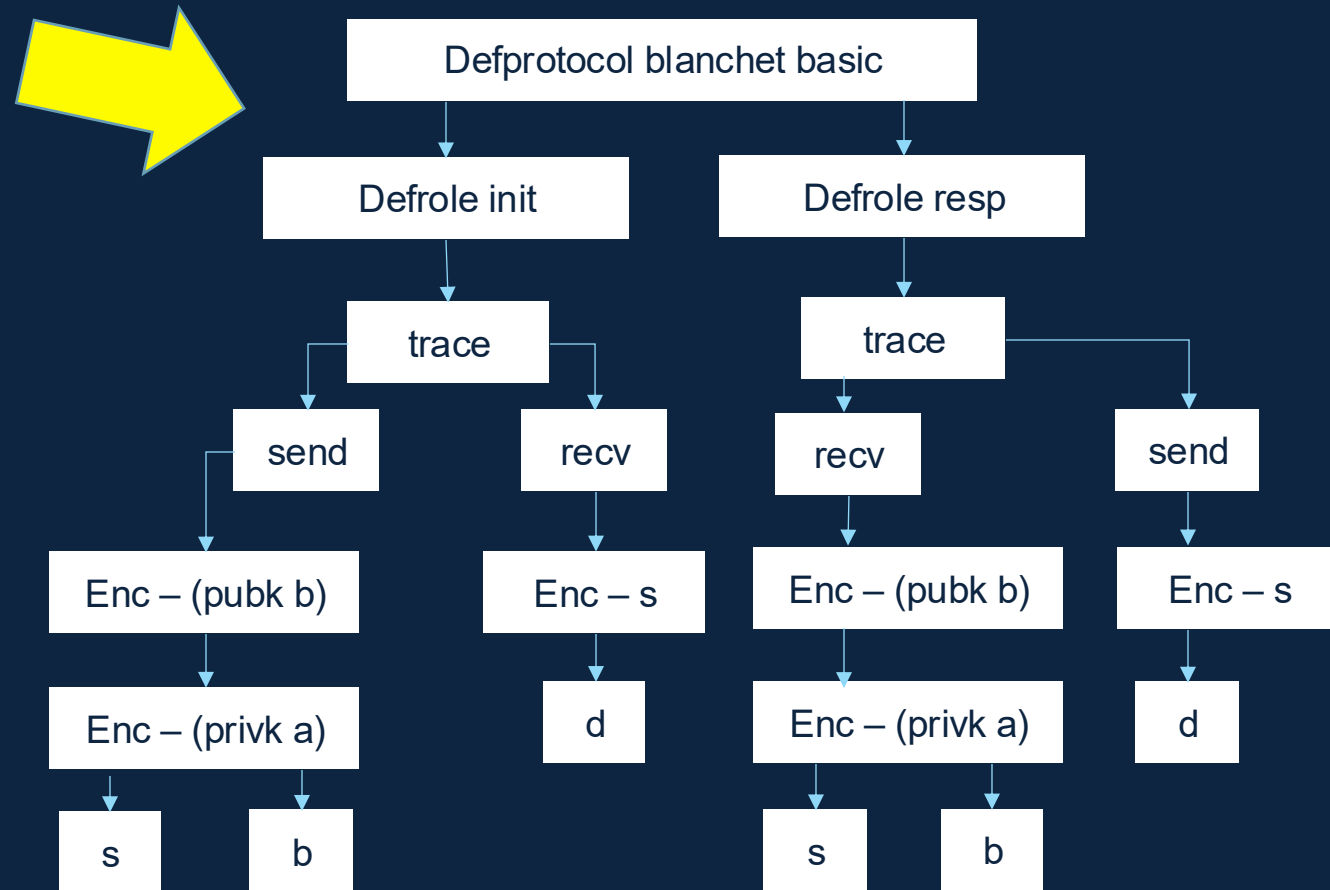 Defprotocol blanchet basic
Defrole init
Defrole resp
trace
trace
send
recv
recv
send
Enc – (pubk b)
Enc – s
Enc – (pubk b)
Enc – s
Enc – (privk a)
d
Enc – (privk a)
d
s
b
s
b